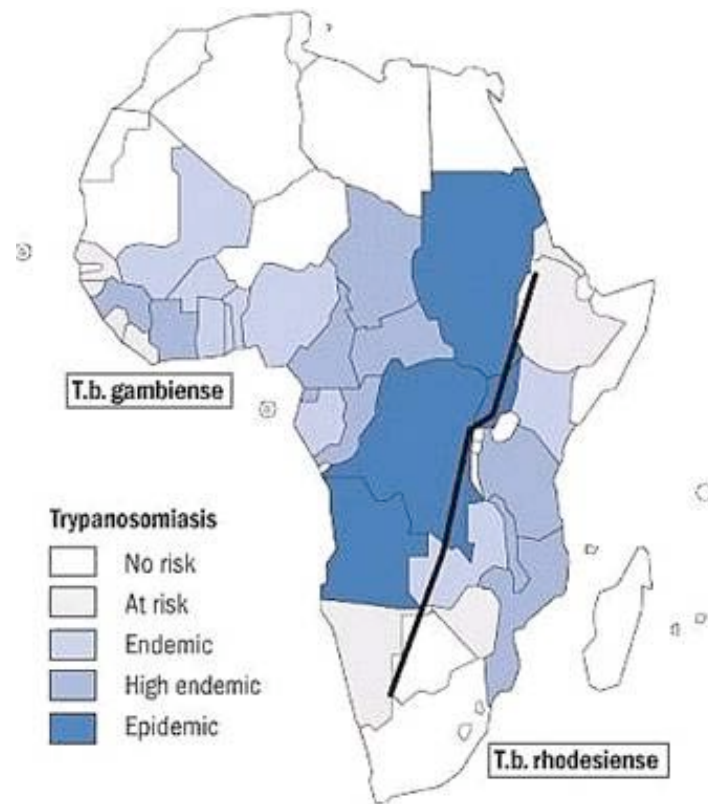 T.b. gambiense
Trypanosomiasis
No risk
At risk
Endemic
High endemic
Epidemic
T.b. rhodesiense